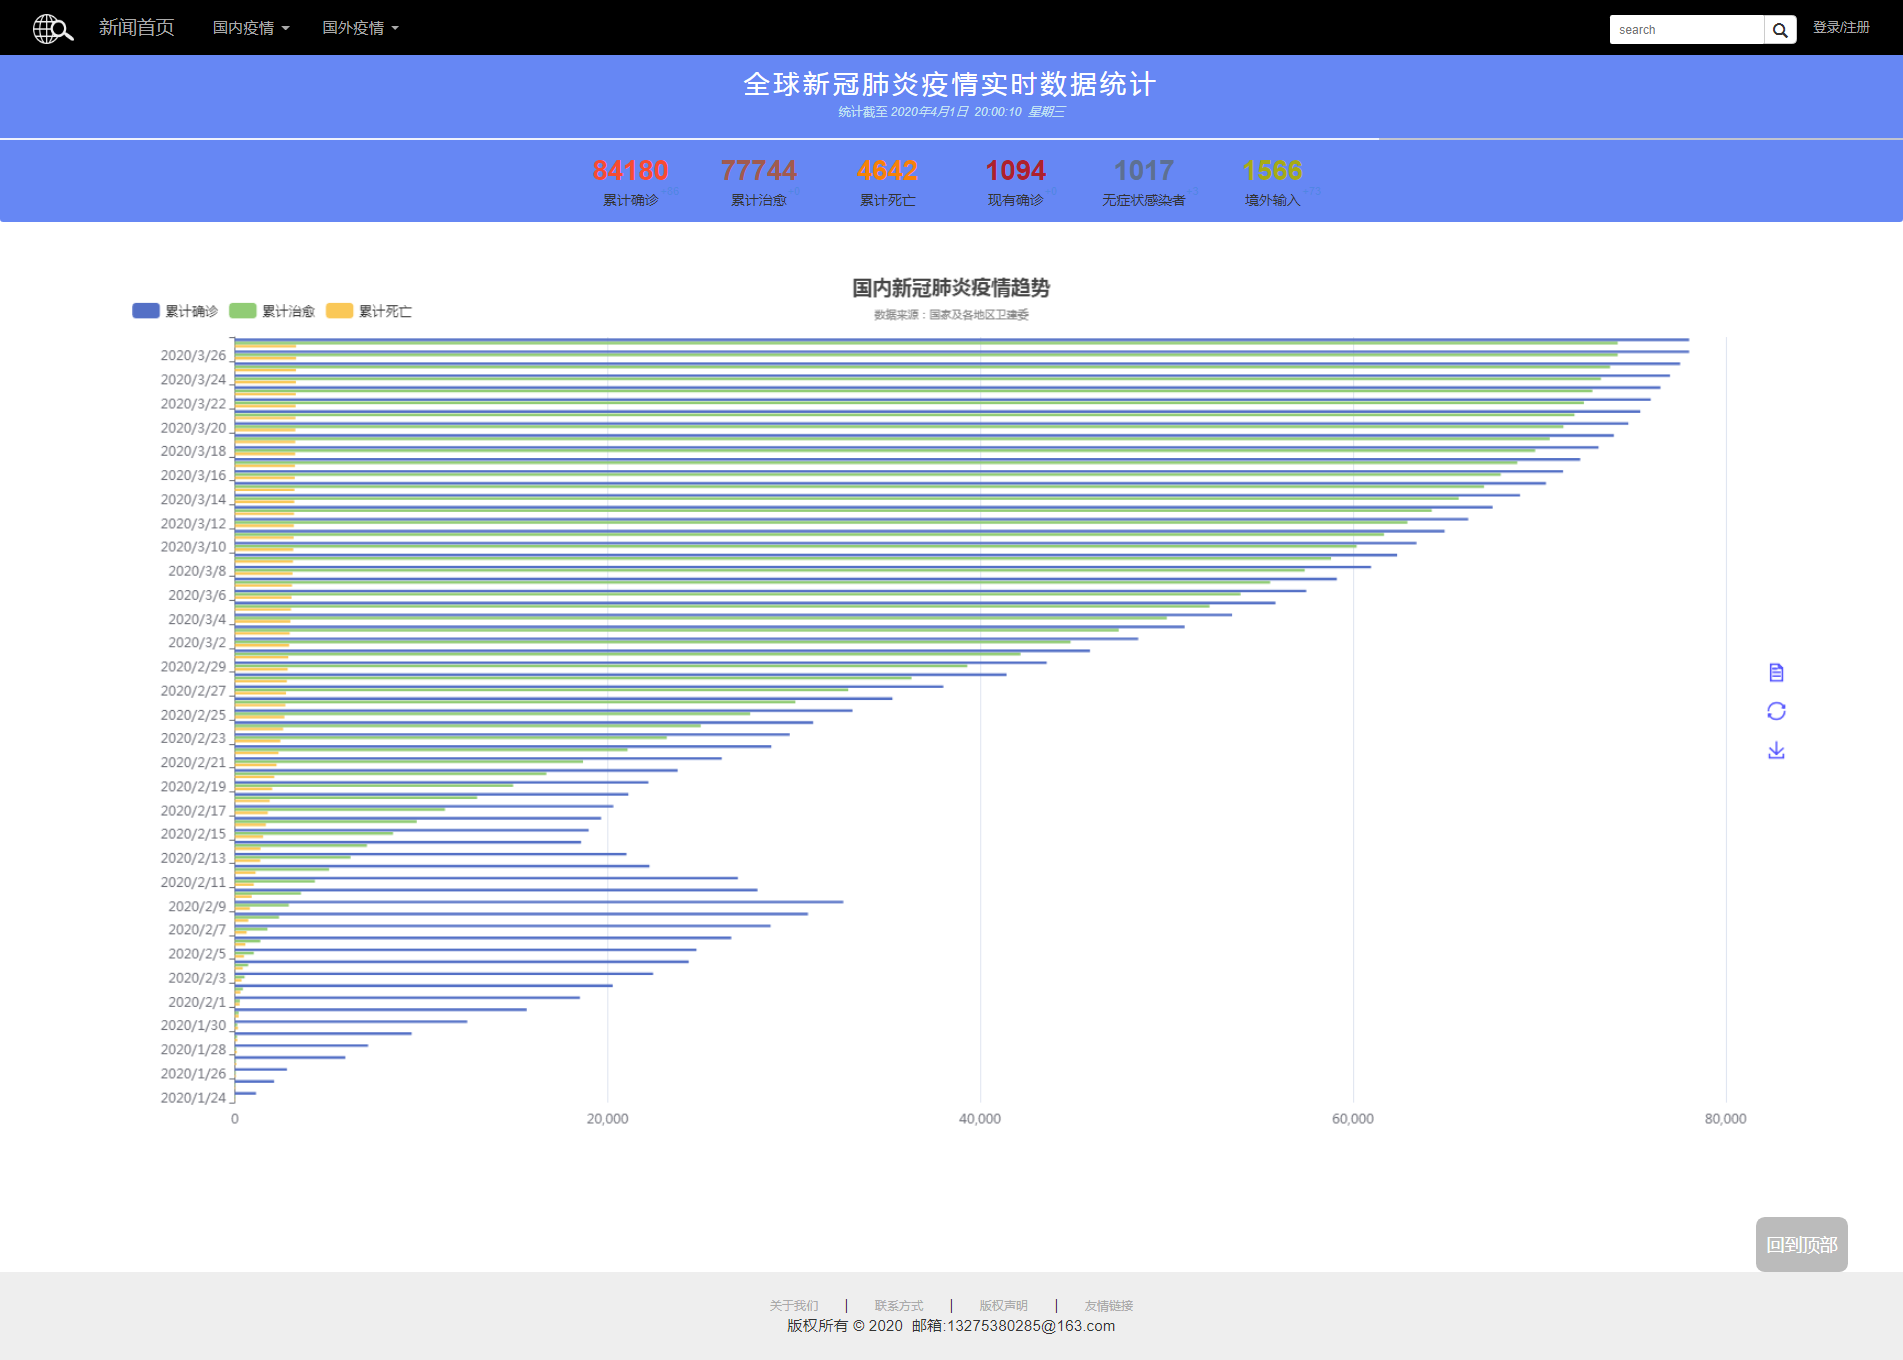 新闻首页 国内疫情 国外疫情 search 登录/注册
全球新冠肺炎疫情实时数据统计
统计截至 2020年4月1日 20:00:10 星期三
84180 77744 4642 1094 1017 1566
累计确诊 累计治愈 累计死亡 现有确诊 无症状感染者 境外输入
国内新冠肺炎疫情趋势
数据来源：国家及各地区卫建委
累计确诊 累计治愈 累计死亡
2020/3/26
2020/3/24
2020/3/22
2020/3/20
2020/3/18
2020/3/16
2020/3/14
2020/3/12
2020/3/10
2020/3/8
2020/3/6
2020/3/4
2020/3/2
2020/2/29
2020/2/27
2020/2/25
2020/2/23
2020/2/21
2020/2/19
2020/2/17
2020/2/15
2020/2/13
2020/2/11
2020/2/9
2020/2/7
2020/2/5
2020/2/3
2020/2/1
2020/1/30
2020/1/28
2020/1/26
2020/1/24
0 20,000 40,000 60,000 80,000
回到顶部
关于我们 | 联系方式 | 版权声明 | 友情链接
版权所有 © 2020 邮箱:13275380285@163.com